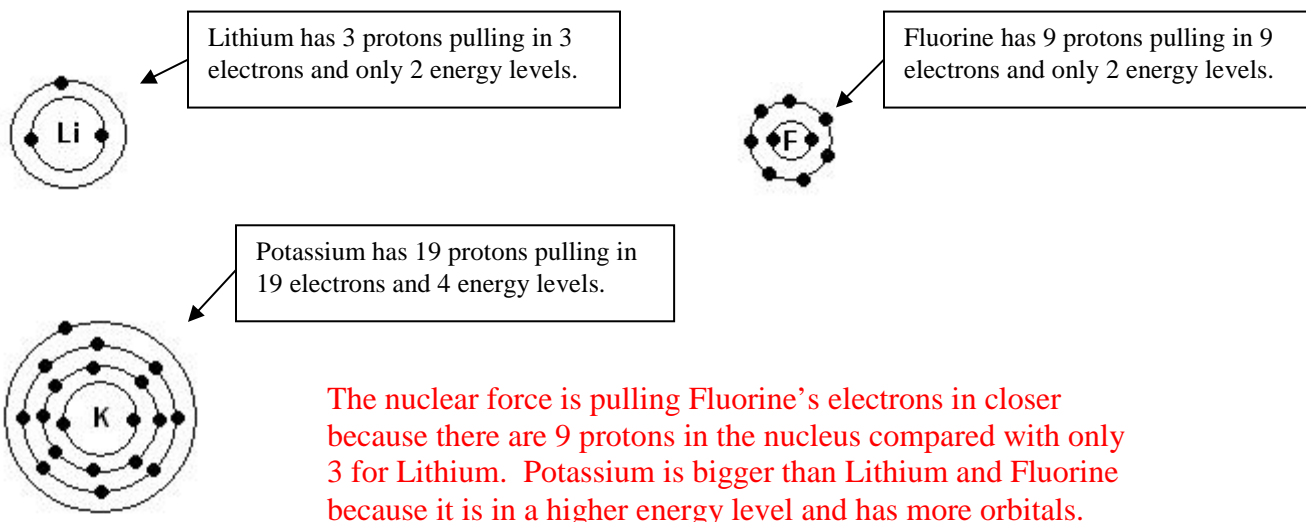 Lithium has 3 protons pulling in 3
electrons and only 2 energy levels.
Fluorine has 9 protons pulling in 9
electrons and only 2 energy levels.
Li
F
Potassium has 19 protons pulling in
19 electrons and 4 energy levels.
K
The nuclear force is pulling Fluorine’s electrons in closer
because there are 9 protons in the nucleus compared with only
3 for Lithium.  Potassium is bigger than Lithium and Fluorine
because it is in a higher energy level and has more orbitals.